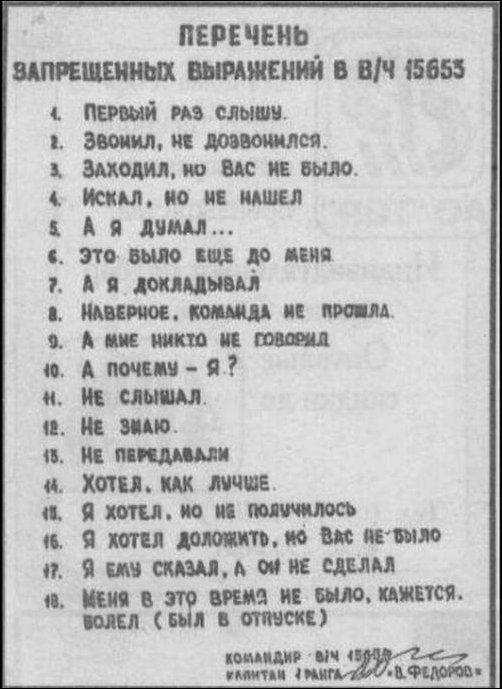 ПЕРЕЧЕНЬ
ЗАПРЕЩЕННЫХ ВЫРАЖЕНИЙ В В/Ч 15653
1. ПЕРВЫЙ РАЗ СЛЫШУ.
2. ЗВОНИЛ, НЕ ДОЗВОНИЛСЯ.
3. ЗАХОДИЛ, НО ВАС НЕ БЫЛО.
4. ИСКАЛ, НО НЕ НАШЕЛ
5. А Я ДУМАЛ...
6. ЭТО БЫЛО ЕЩЕ ДО МЕНЯ
7. А Я ДОКЛАДЫВАЛ
8. НАВЕРНОЕ, КОМАНДА НЕ ПРОШЛА.
9. А МНЕ НИКТО НЕ ГОВОРИЛ
10. А ПОЧЕМУ - Я?
11. НЕ СЛЫШАЛ.
12. НЕ ЗНАЮ.
13. НЕ ПЕРЕДАВАЛИ
14. ХОТЕЛ, КАК ЛУЧШЕ.
15. Я ХОТЕЛ, НО НЕ ПОЛУЧИЛОСЬ
16. Я ХОТЕЛ ДОЛОЖИТЬ, НО ВАС НЕ БЫЛО
17. Я ЕМУ СКАЗАЛ, А ОН НЕ СДЕЛАЛ
18. МЕНЯ В ЭТО ВРЕМЯ НЕ БЫЛО, КАЖЕТСЯ.
БОЛЕЛ (БЫЛ В ОТПУСКЕ)
КОМАНДИР В/Ч 15653
КАПИТАН 1 РАНГА "В. ФЕДОРОВ"